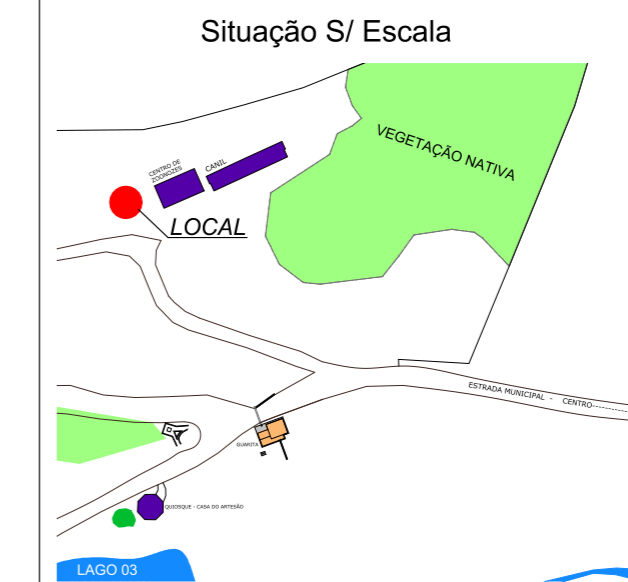 Situação S/ Escala
VEGETAÇÃO NATIVA
CENTRO DE
ZOONOZES
CANIL
LOCAL
ESTRADA MUNICIPAL - CENTRO
GUARITA
QUIOSQUE - CASA DO ARTESÃO
LAGO 03